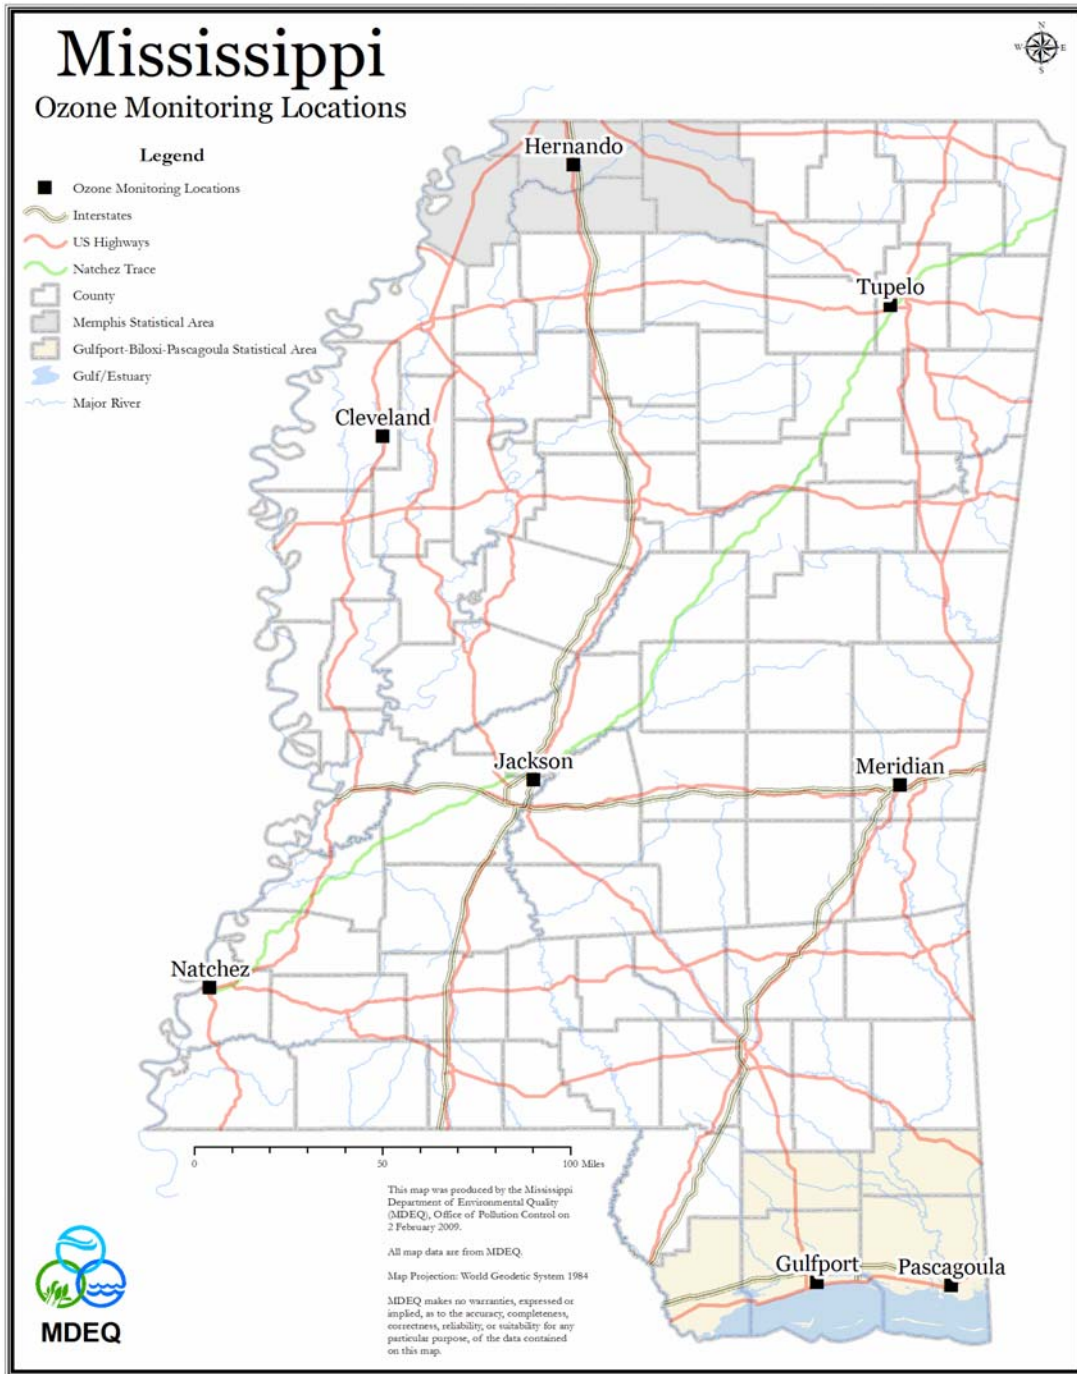 Mississippi
Ozone Monitoring Locations
N
W
E
S
Legend
Ozone Monitoring Locations
Interstates
US Highways
Natchez Trace
County
Memphis Statistical Area
Gulfport-Biloxi-Pascagoula Statistical Area
Gulf/Estuary
Major River
Hernando
Tupelo
Cleveland
Jackson
Meridian
Natchez
Gulfport
Pascagoula
0 50 100 Miles
This map was produced by the Mississippi
Department of Environmental Quality
(MDEQ), Office of Pollution Control on
2 February 2009.
All map data are from MDEQ.
Map Projection: World Geodetic System 1984
MDEQ makes no warranties, expressed or
implied, as to the accuracy, completeness,
correctness, reliability, or suitability for any
particular purpose, of the data contained
on this map.
MDEQ